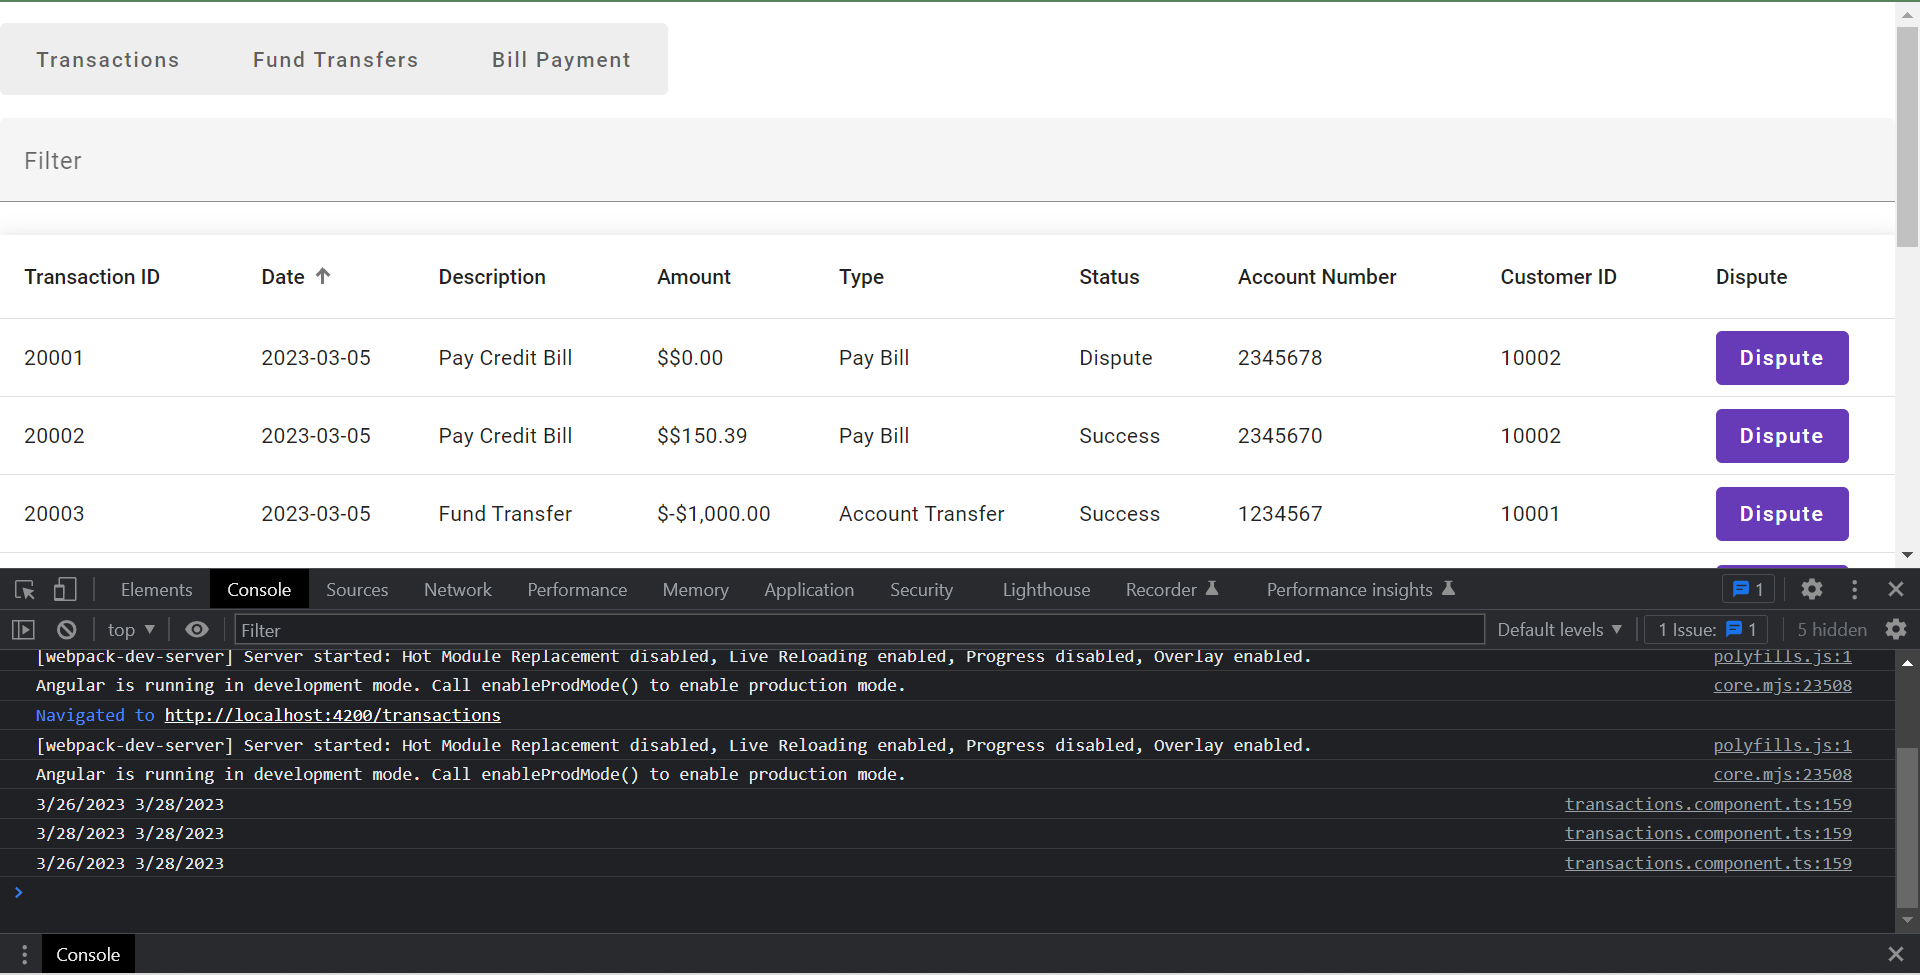 Transactions Fund Transfers Bill Payment
Filter
Transaction ID Date Description Amount Type Status Account Number Customer ID Dispute
20001 2023-03-05 Pay Credit Bill $$0.00 Pay Bill Dispute 2345678 10002 Dispute
20002 2023-03-05 Pay Credit Bill $$150.39 Pay Bill Success 2345670 10002 Dispute
20003 2023-03-05 Fund Transfer $-$1,000.00 Account Transfer Success 1234567 10001 Dispute
Elements Console Sources Network Performance Memory Application Security Lighthouse Recorder Performance insights 1
top Filter Default levels 1 Issue: 1 5 hidden
[webpack-dev-server] Server started: Hot Module Replacement disabled, Live Reloading enabled, Progress disabled, Overlay enabled. polyfills.js:1
Angular is running in development mode. Call enableProdMode() to enable production mode. core.mjs:23508
Navigated to http://localhost:4200/transactions
[webpack-dev-server] Server started: Hot Module Replacement disabled, Live Reloading enabled, Progress disabled, Overlay enabled. polyfills.js:1
Angular is running in development mode. Call enableProdMode() to enable production mode. core.mjs:23508
3/26/2023 3/28/2023 transactions.component.ts:159
3/28/2023 3/28/2023 transactions.component.ts:159
3/26/2023 3/28/2023 transactions.component.ts:159
Console